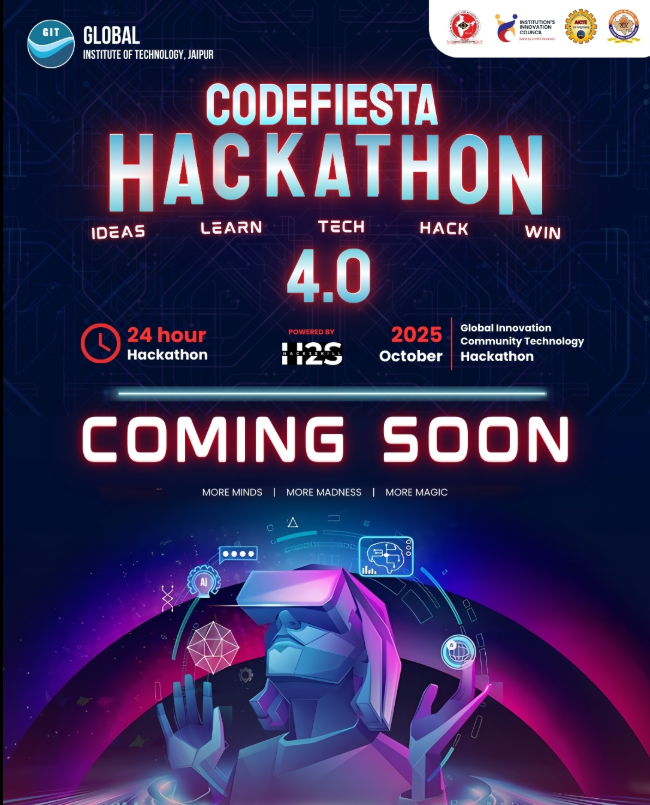 GIT
GLOBAL
INSTITUTE OF TECHNOLOGY, JAIPUR
INSTITUTION'S
INNOVATION
COUNCIL
CODEFIESTA
HACKATHON
IDEAS LEARN TECH HACK WIN
4.0
24 hour
Hackathon
POWERED BY
H2S
HACK2SKILL
2025
October
Global Innovation
Community Technology
Hackathon
COMING SOON
MORE MINDS | MORE MADNESS | MORE MAGIC
AI